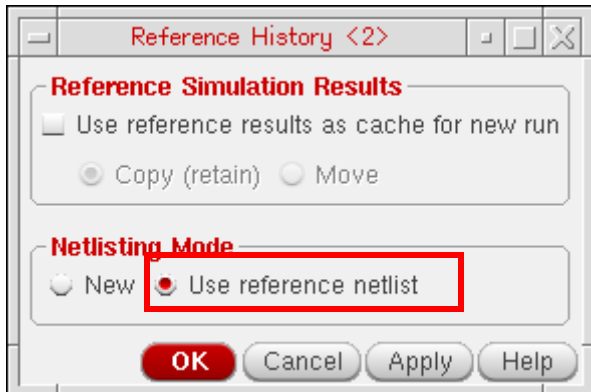 Reference History <2>
Reference Simulation Results
Use reference results as cache for new run
Copy (retain) Move
Netlisting Mode
New Use reference netlist
OK Cancel Apply Help